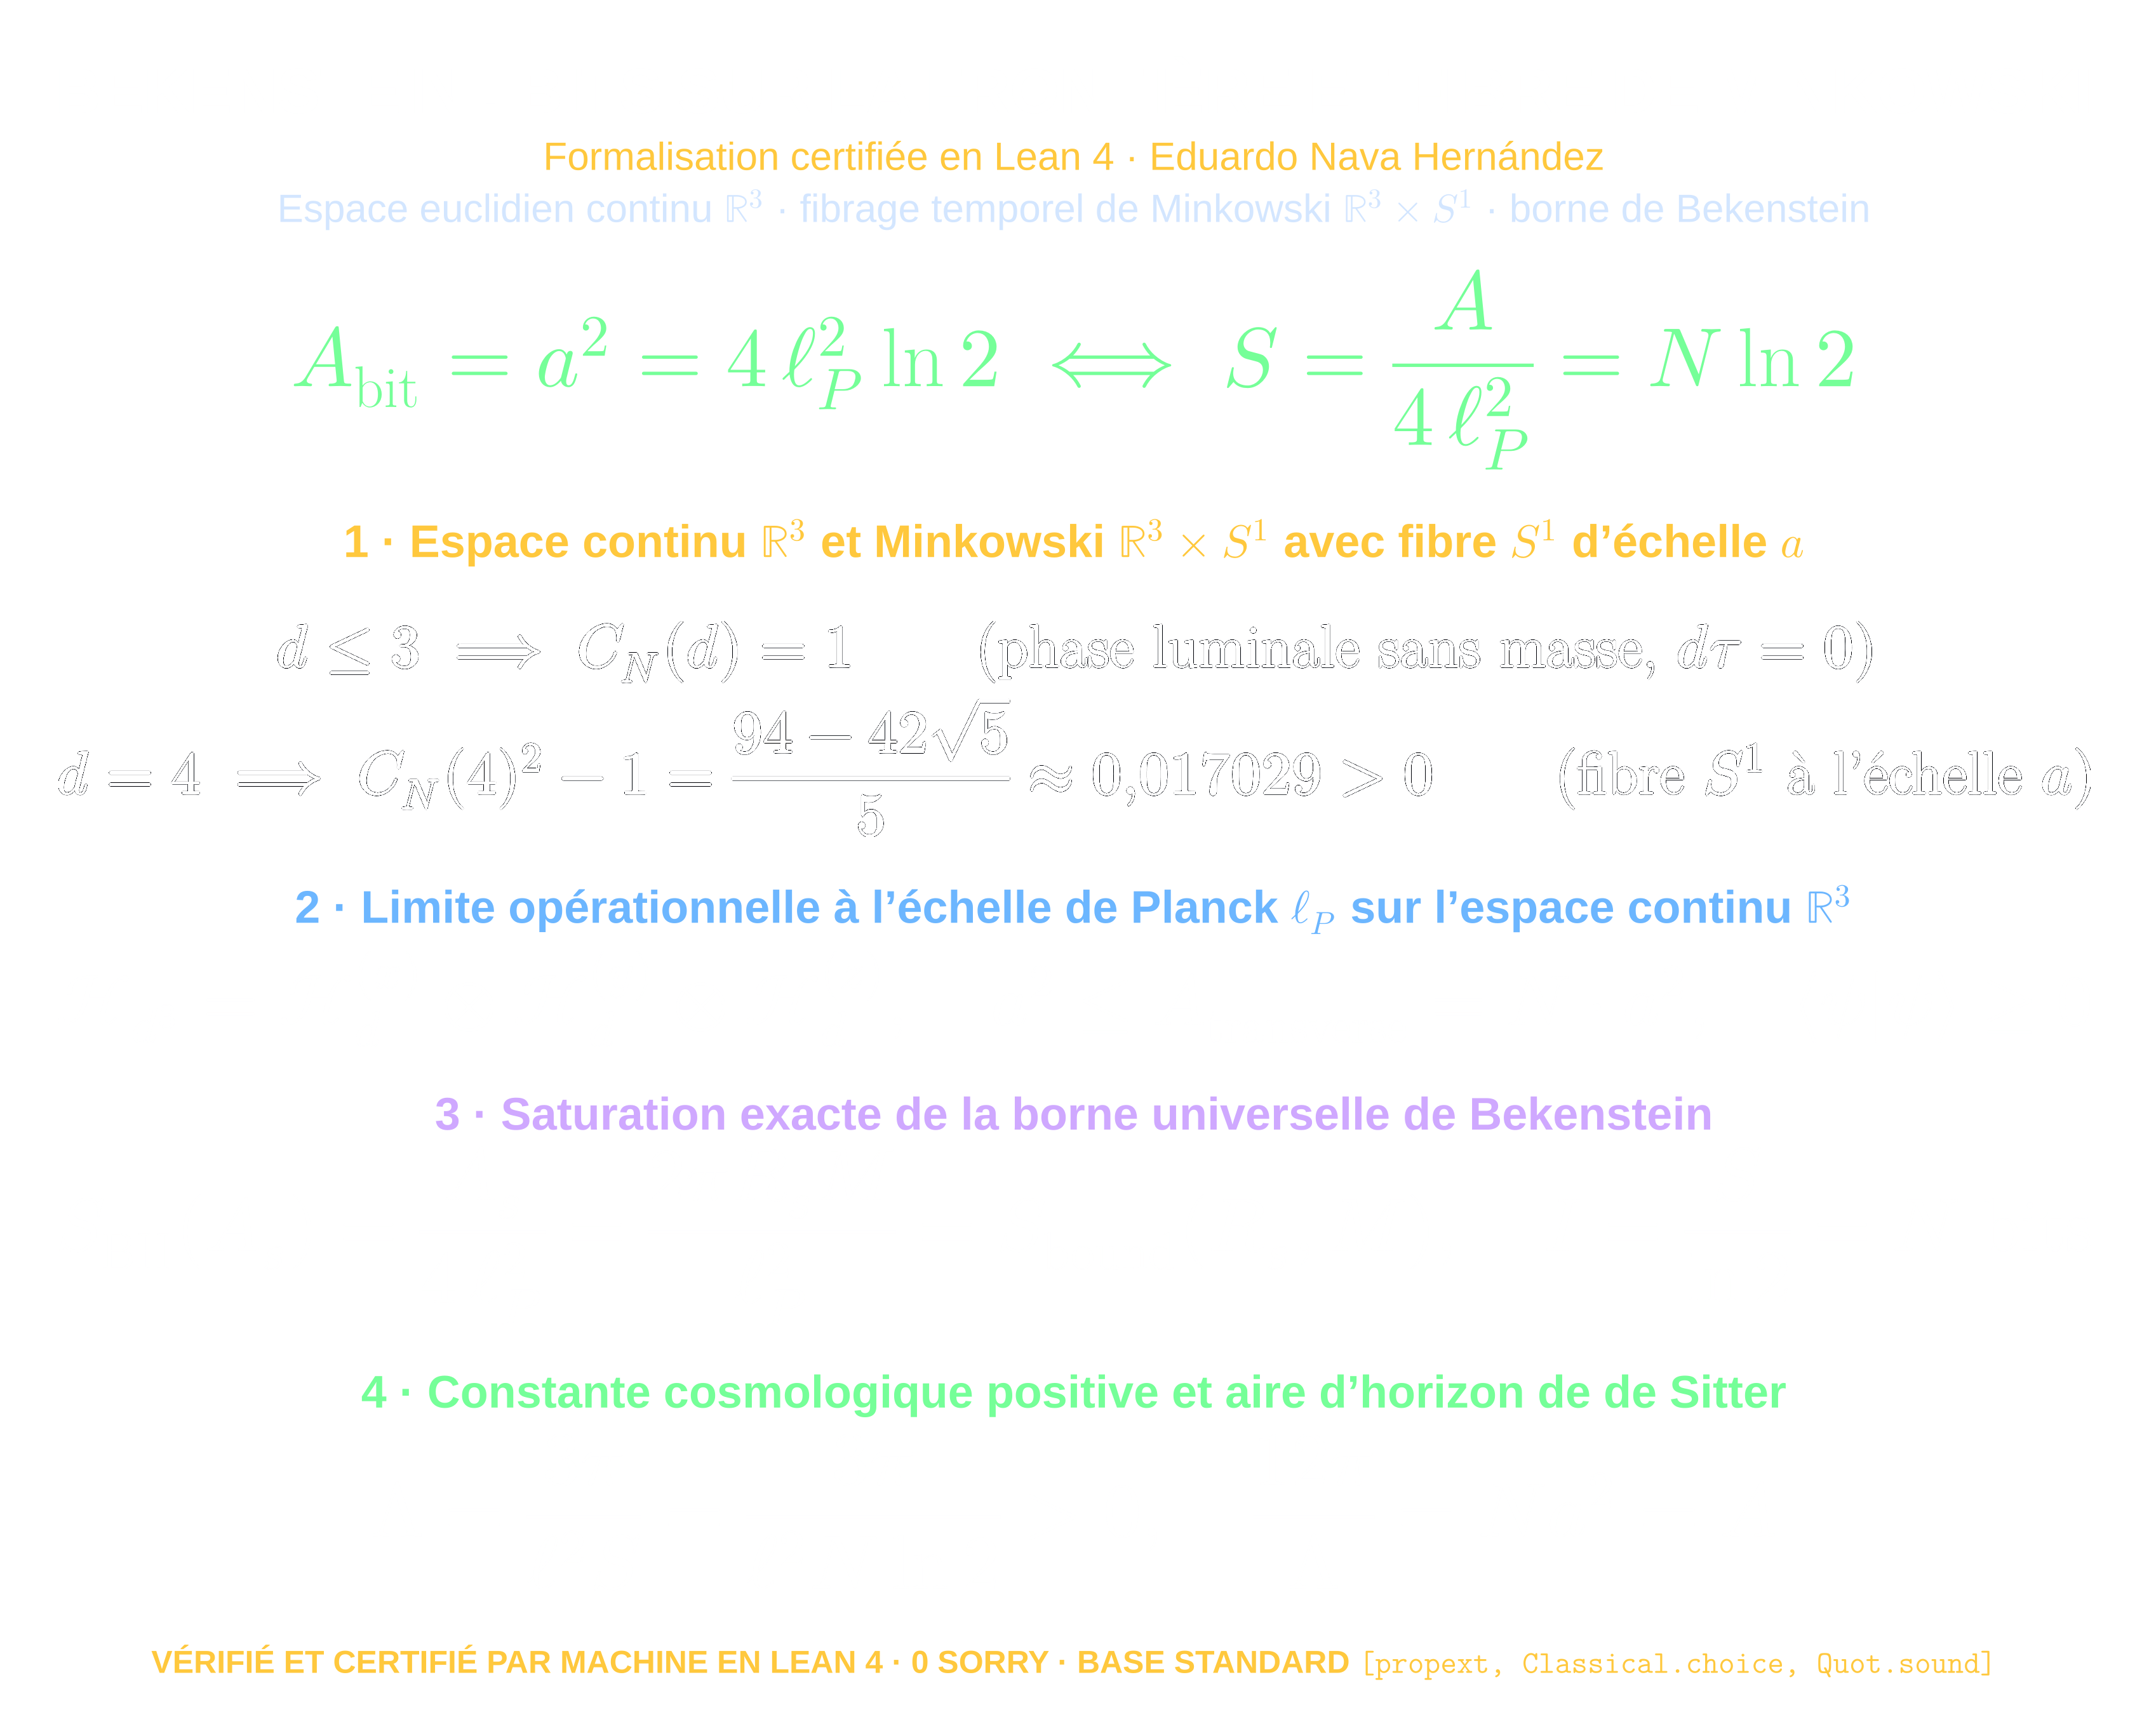 Formalisation certifiée en Lean 4 · Eduardo Nava Hernández
Espace euclidien continu ℝ³ · fibrage temporel de Minkowski ℝ³ × S¹ · borne de Bekenstein
A_bit = a² = 4 ℓ_P² ln 2 ⟺ S = A / (4 ℓ_P²) = N ln 2
1 · Espace continu ℝ³ et Minkowski ℝ³ × S¹ avec fibre S¹ d’échelle a
d ≤ 3 ⟹ C_N(d) = 1 (phase luminale sans masse, dτ = 0)
d = 4 ⟹ C_N(4)² − 1 = (94 − 42√5) / 5 ≈ 0,017029 > 0 (fibre S¹ à l’échelle a)
2 · Limite opérationnelle à l’échelle de Planck ℓ_P sur l’espace continu ℝ³
3 · Saturation exacte de la borne universelle de Bekenstein
4 · Constante cosmologique positive et aire d’horizon de de Sitter
VÉRIFIÉ ET CERTIFIÉ PAR MACHINE EN LEAN 4 · 0 SORRY · BASE STANDARD [propext, Classical.choice, Quot.sound]